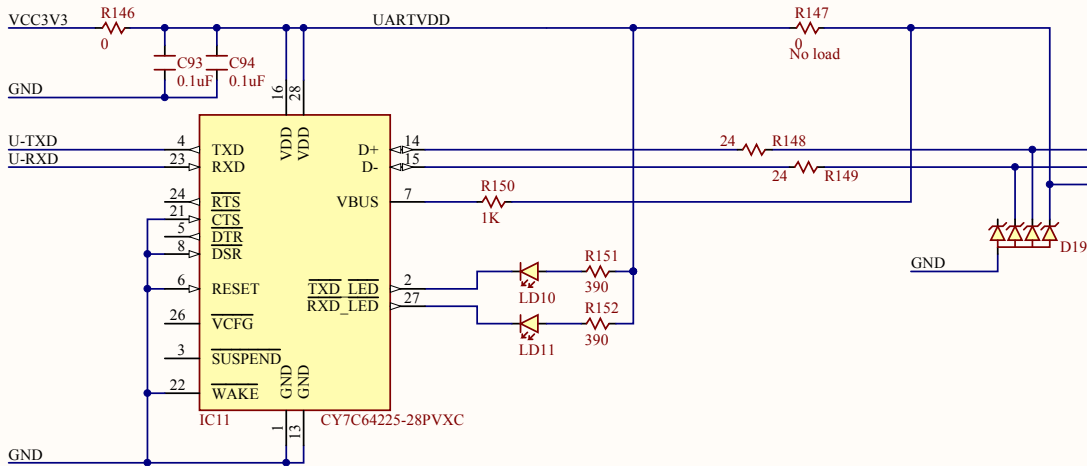 VCC3V3
R146
0
UARTVDD
R147
0
No load
C93
0.1uF
C94
0.1uF
GND
16
28
U-TXD
4
TXD
VDD
VDD
D+
14
24
R148
U-RXD
23
RXD
D-
15
24
R149
24
RTS
VBUS
7
R150
1K
21
CTS
5
DTR
8
DSR
D19
GND
6
RESET
TXD_LED
2
LD10
R151
390
26
VCFG
RXD_LED
27
LD11
R152
390
3
SUSPEND
22
WAKE
GND
GND
IC11
CY7C64225-28PVXC
1
13
GND